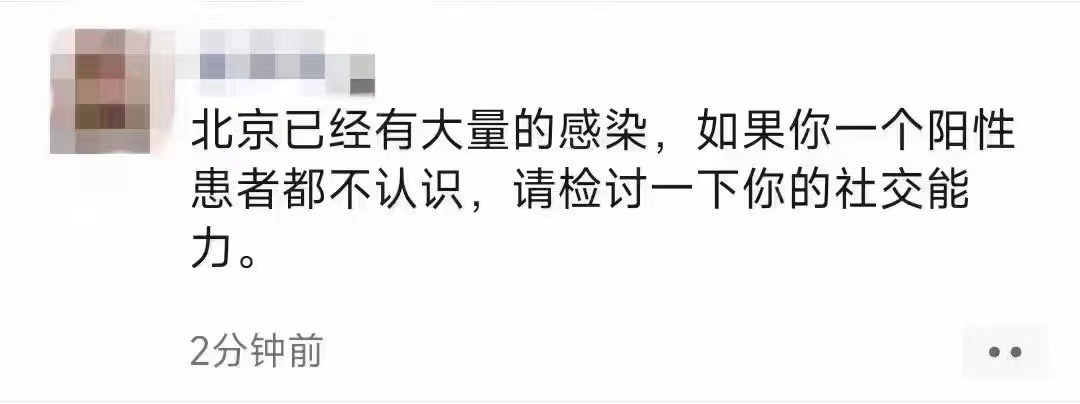 北京已经有大量的感染，如果你一个阳性
患者都不认识，请检讨一下你的社交能
力。
2分钟前